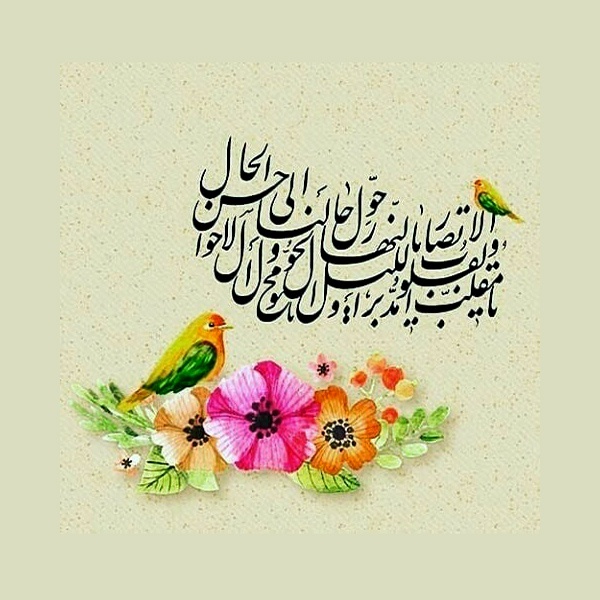 یا مقلب القلوب و الابصار
یا مدبر اللیل و النهار
یا محول الحول و الاحوال
حول حالنا الی احسن الحال